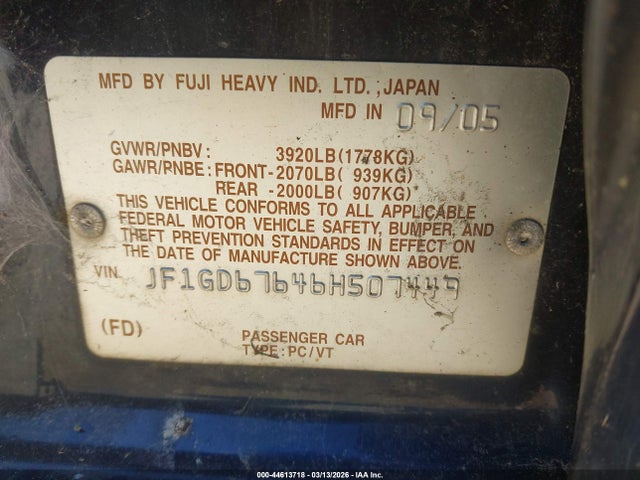 MFD BY FUJI HEAVY IND. LTD.,JAPAN
MFD IN 09/05
GVWR/PNBV: 3920LB(1778KG)
GAWR/PNBE: FRONT-2070LB( 939KG)
REAR -2000LB( 907KG)
THIS VEHICLE CONFORMS TO ALL APPLICABLE
FEDERAL MOTOR VEHICLE SAFETY, BUMPER, AND
THEFT PREVENTION STANDARDS IN EFFECT ON
THE DATE OF MANUFACTURE SHOWN ABOVE.
VIN JF1GD67646H507449
(FD)
PASSENGER CAR
TYPE:PC/VT
000-44613718 - 03/13/2026 - IAA Inc.